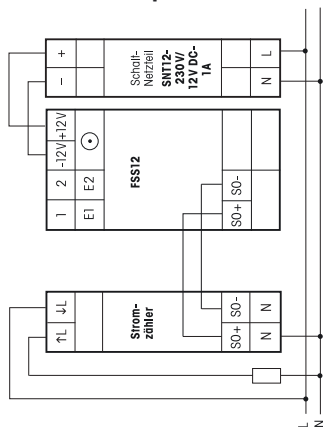 +
−
Schalt-
Netzteil
SNT12-
230V/
12V DC-
1A
L
N
-12V
+12V
2
1
E2
E1
FSS12
SO-
SO+
↓L
↑L
Strom-
zähler
SO-
SO+
N
N
L
N